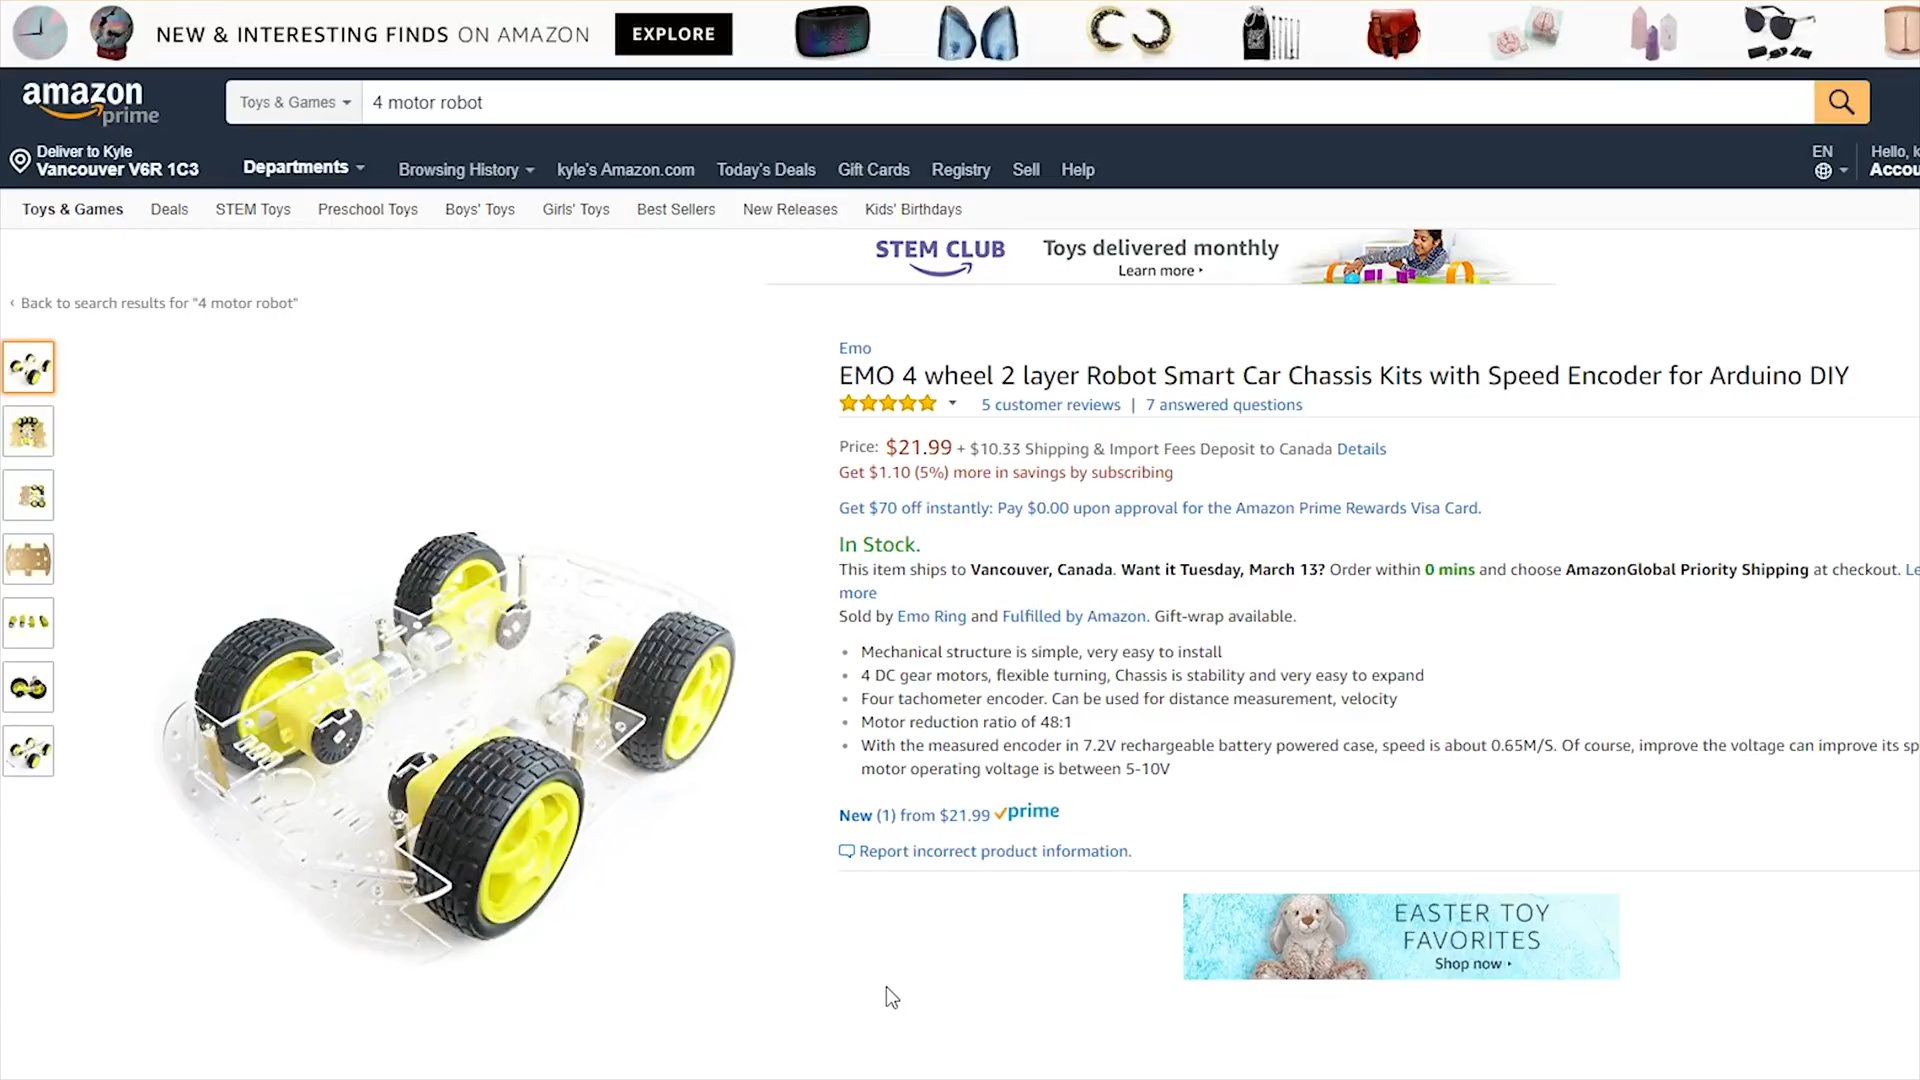 NEW & INTERESTING FINDS ON AMAZON EXPLORE
amazon
prime
Toys & Games
4 motor robot
Deliver to Kyle
Vancouver V6R 1C3
Departments
Browsing History
kyle's Amazon.com
Today's Deals
Gift Cards
Registry
Sell
Help
EN
Hello, k
Accou
Toys & Games
Deals
STEM Toys
Preschool Toys
Boys' Toys
Girls' Toys
Best Sellers
New Releases
Kids' Birthdays
STEM CLUB
Toys delivered monthly
Learn more
‹ Back to search results for "4 motor robot"
Emo
EMO 4 wheel 2 layer Robot Smart Car Chassis Kits with Speed Encoder for Arduino DIY
5 customer reviews | 7 answered questions
Price: $21.99 + $10.33 Shipping & Import Fees Deposit to Canada Details
Get $1.10 (5%) more in savings by subscribing
Get $70 off instantly: Pay $0.00 upon approval for the Amazon Prime Rewards Visa Card.
In Stock.
This item ships to Vancouver, Canada. Want it Tuesday, March 13? Order within 0 mins and choose AmazonGlobal Priority Shipping at checkout. Le
more
Sold by Emo Ring and Fulfilled by Amazon. Gift-wrap available.
• Mechanical structure is simple, very easy to install
• 4 DC gear motors, flexible turning, Chassis is stability and very easy to expand
• Four tachometer encoder. Can be used for distance measurement, velocity
• Motor reduction ratio of 48:1
• With the measured encoder in 7.2V rechargeable battery powered case, speed is about 0.65M/S. Of course, improve the voltage can improve its sp
motor operating voltage is between 5-10V
New (1) from $21.99 prime
Report incorrect product information.
EASTER TOY
FAVORITES
Shop now